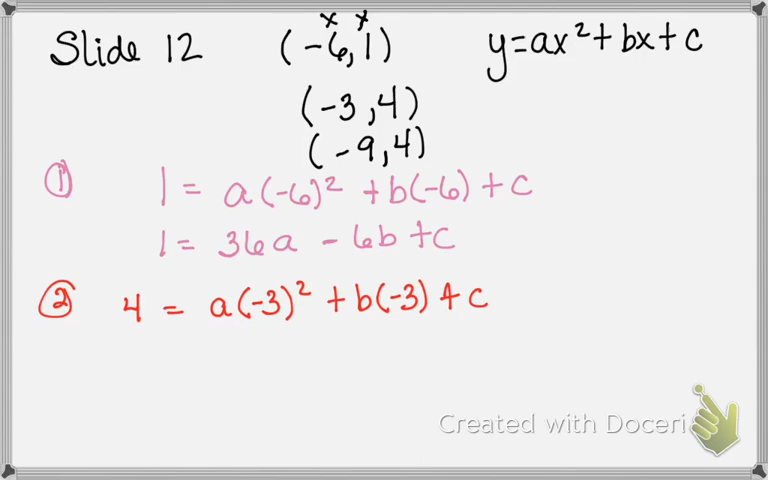 Slide 12 (-6,1) y=ax²+bx+c
x y
(-3,4)
(-9,4)
① 1 = a(-6)² + b(-6) + c
1 = 36a - 6b + c
② 4 = a(-3)² + b(-3) + c
Created with Doceri